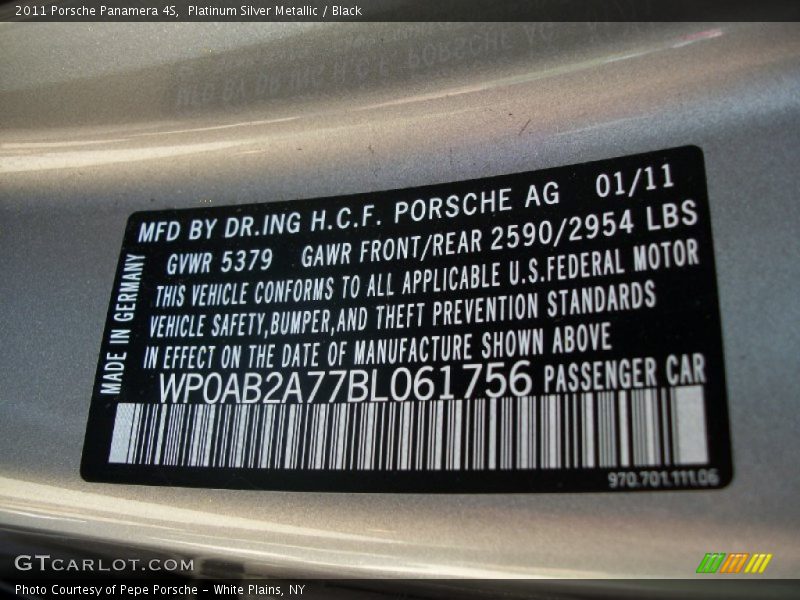 2011 Porsche Panamera 4S,  Platinum Silver Metallic / Black
MFD BY DR.ING H.C.F. PORSCHE AG 01/11
GVWR 5379 GAWR FRONT/REAR 2590/2954 LBS
THIS VEHICLE CONFORMS TO ALL APPLICABLE U.S.FEDERAL MOTOR
VEHICLE SAFETY,BUMPER,AND THEFT PREVENTION STANDARDS
IN EFFECT ON THE DATE OF MANUFACTURE SHOWN ABOVE
WP0AB2A77BL061756 PASSENGER CAR
MADE IN GERMANY
970.701.111.06
GTCARLOT.COM
Photo Courtesy of Pepe Porsche - White Plains, NY